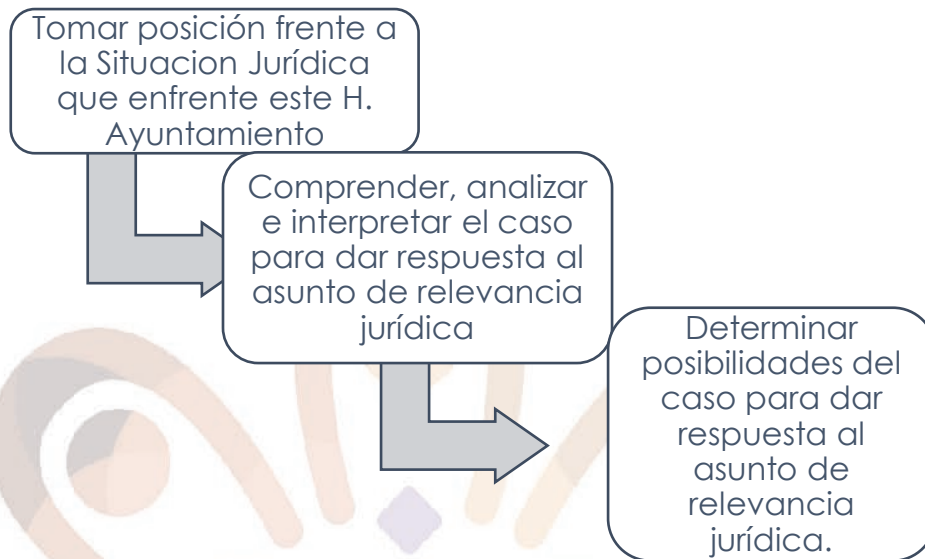 Tomar posición frente a
la Situacion Jurídica
que enfrente este H.
Ayuntamiento
Comprender, analizar
e interpretar el caso
para dar respuesta al
asunto de relevancia
jurídica
Determinar
posibilidades del
caso para dar
respuesta al
asunto de
relevancia
jurídica.